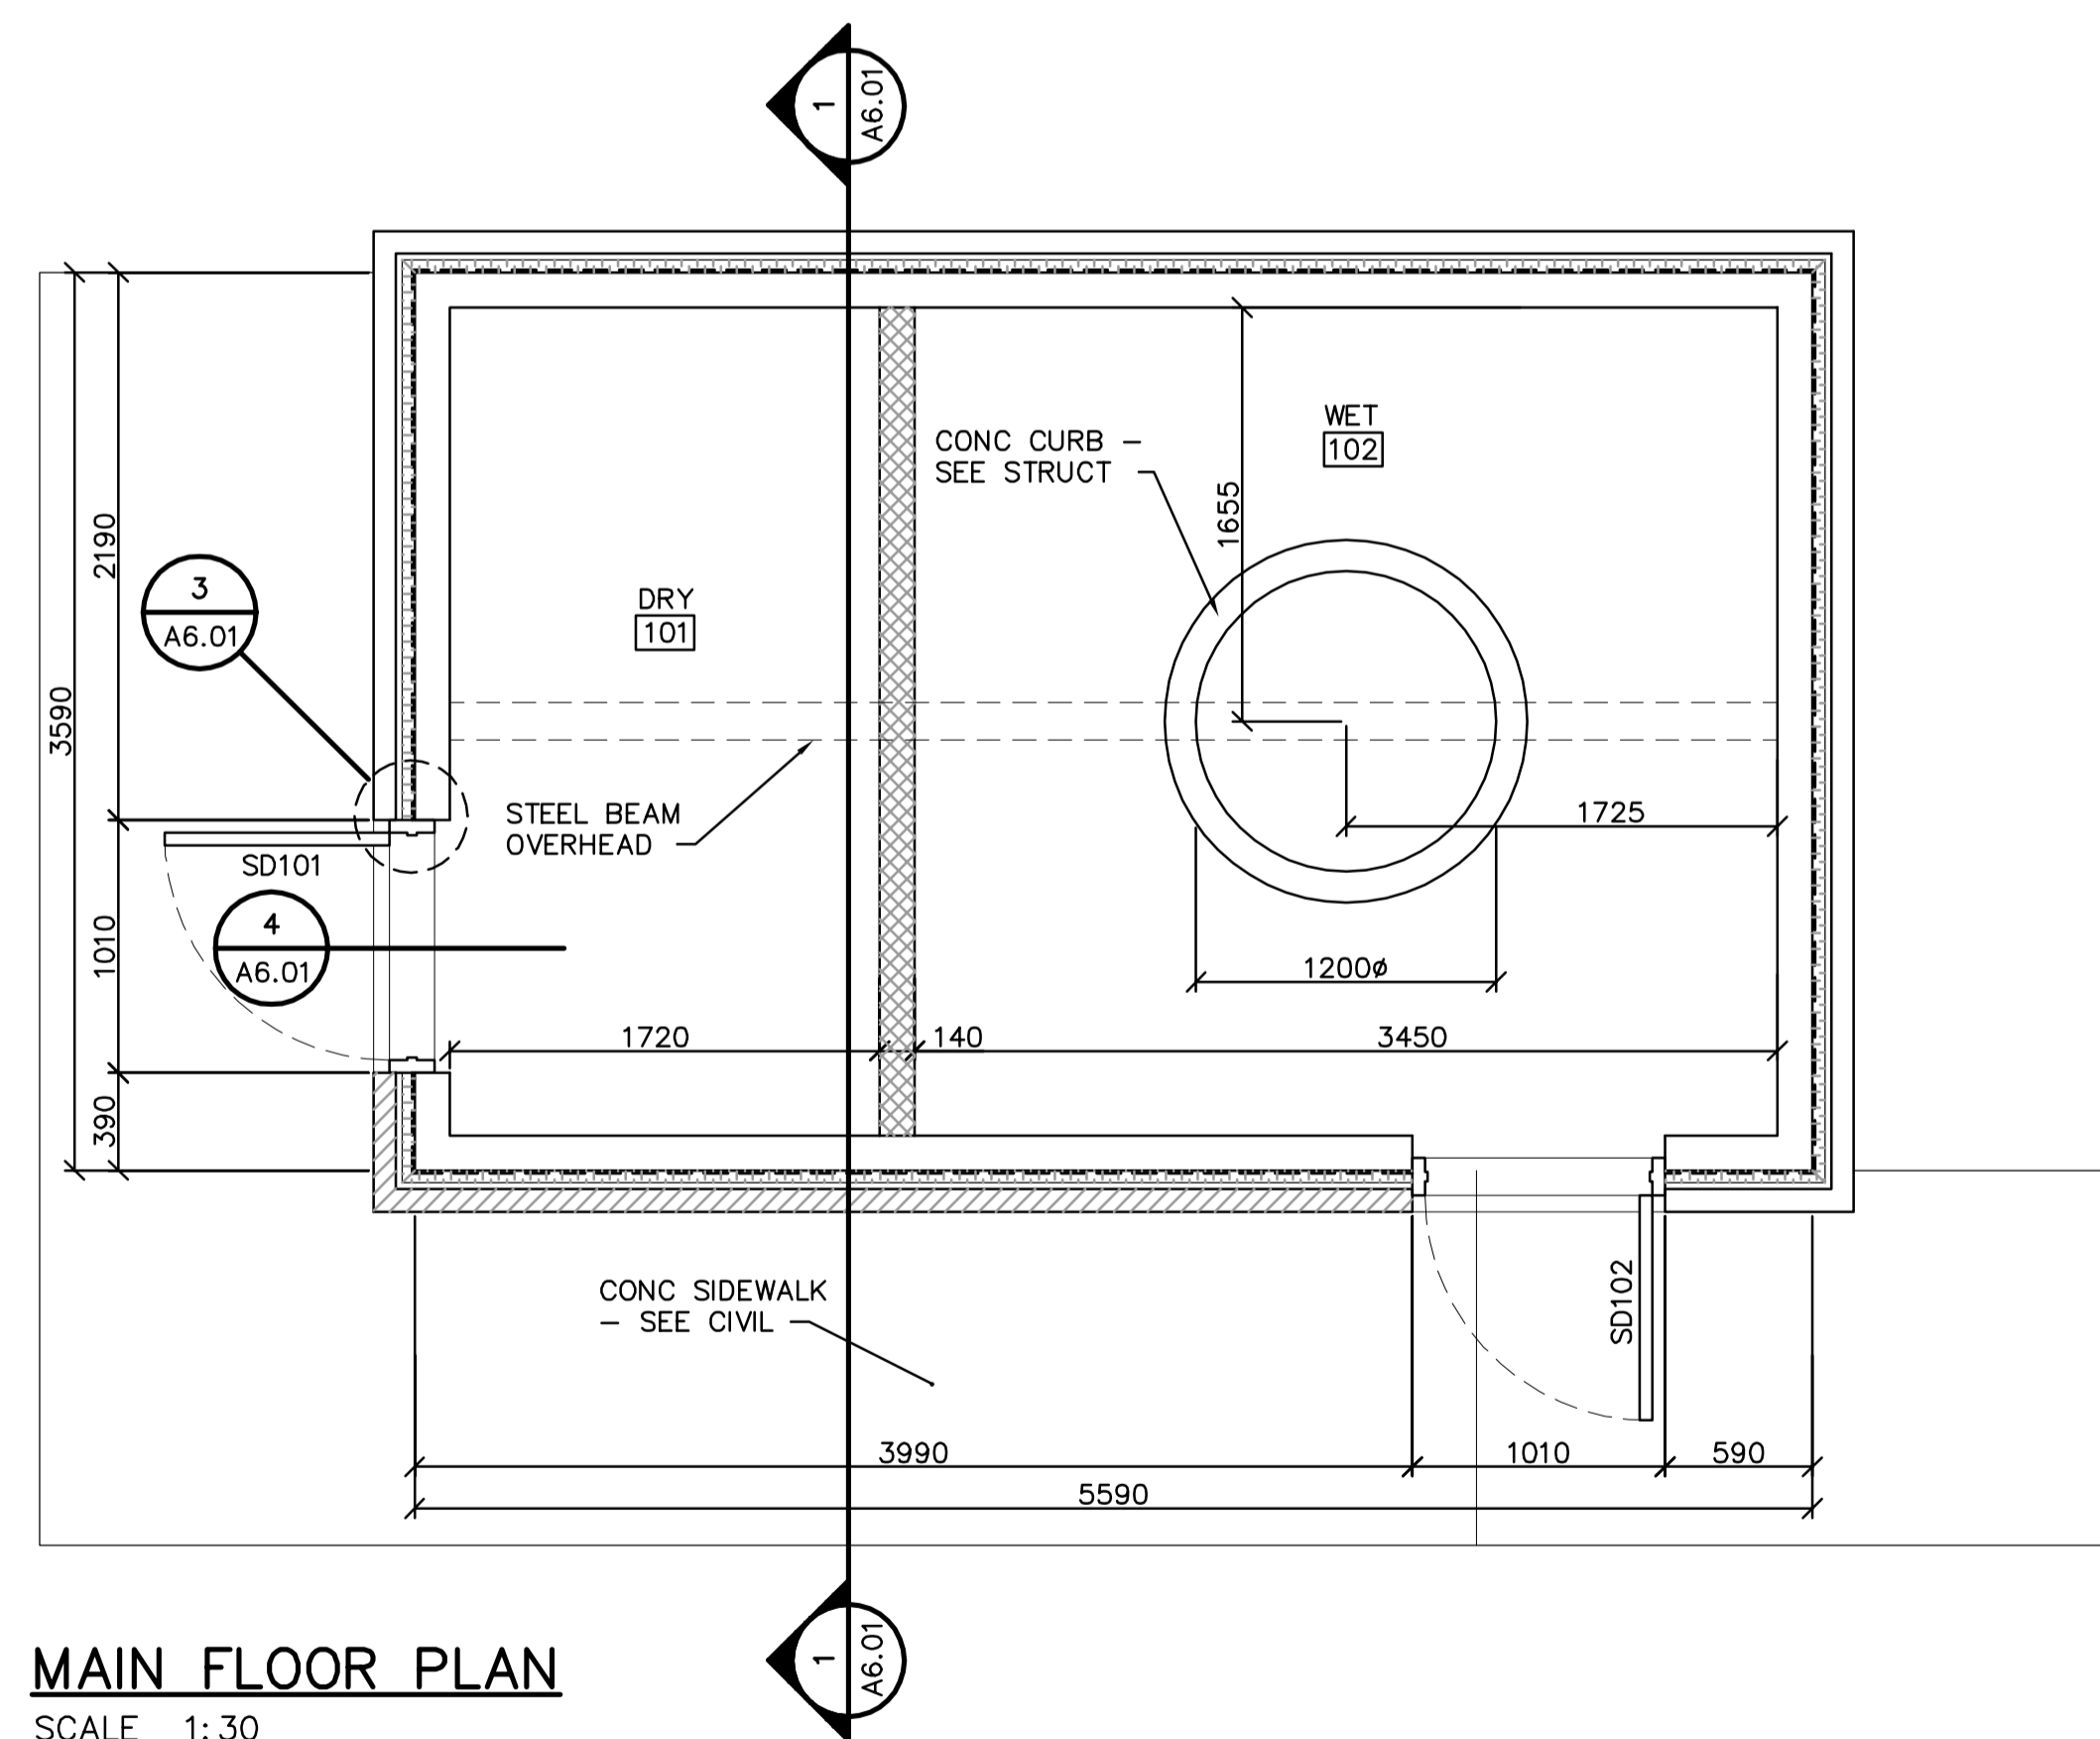 1
A6.01
WET
102
CONC CURB –
SEE STRUCT
1655
2190
3
A6.01
DRY
101
3590
STEEL BEAM
OVERHEAD
1725
SD101
4
A6.01
1010
1200ø
1720
140
3450
390
CONC SIDEWALK
– SEE CIVIL
SD102
3990
1010
590
5590
1
A6.01
MAIN FLOOR PLAN
SCALE 1:30